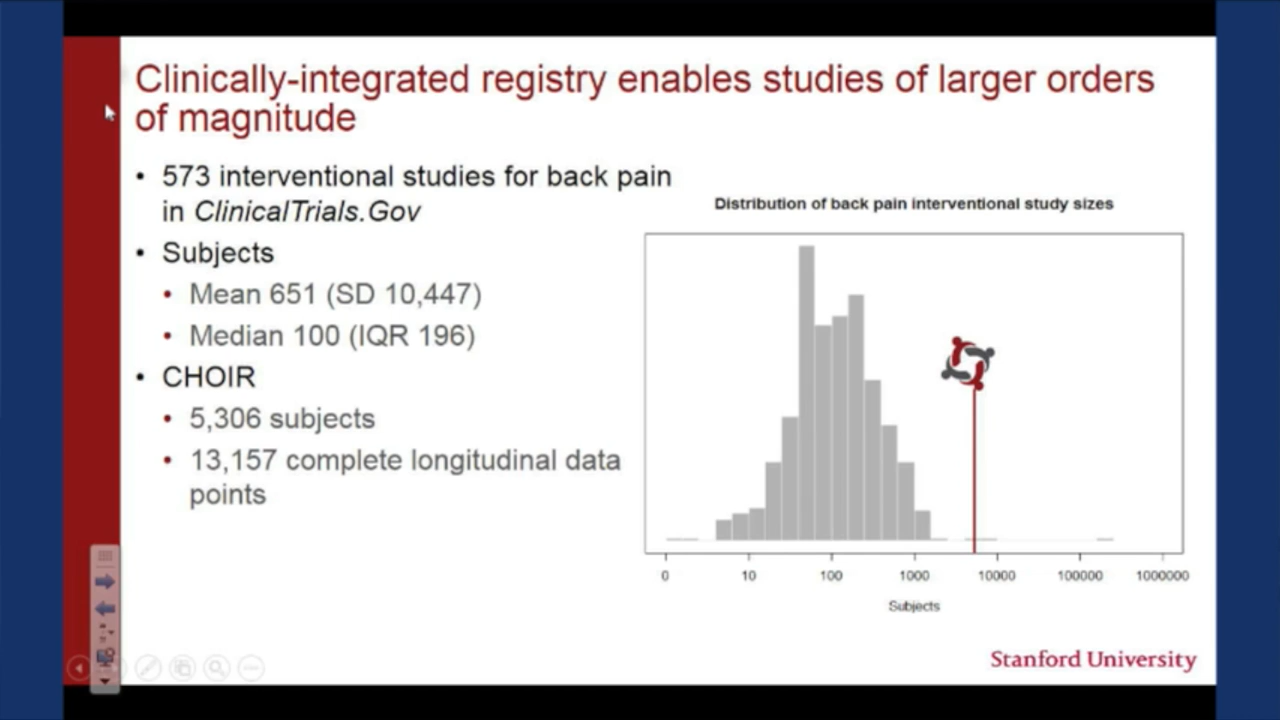 Clinically-integrated registry enables studies of larger orders
of magnitude
• 573 interventional studies for back pain
in ClinicalTrials.Gov
• Subjects
• Mean 651 (SD 10,447)
• Median 100 (IQR 196)
• CHOIR
• 5,306 subjects
• 13,157 complete longitudinal data
points
Distribution of back pain interventional study sizes
0 10 100 1000 10000 100000 1000000
Subjects
Stanford University